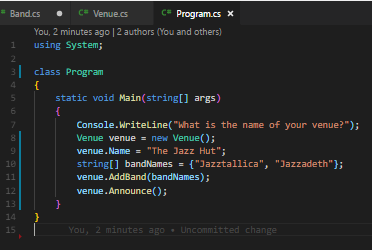 C# Band.cs ● C# Venue.cs C# Program.cs ×
You, 2 minutes ago | 2 authors (You and others)
1 using System;
2
3 class Program
4 {
5 static void Main(string[] args)
6 {
7 Console.WriteLine("What is the name of your venue?");
8 Venue venue = new Venue();
9 venue.Name = "The Jazz Hut";
10 string[] bandNames = {"Jazztallica", "Jazzadeth"};
11 venue.AddBand(bandNames);
12 venue.Announce();
13 }
14 }
15 You, 2 minutes ago • Uncommitted change